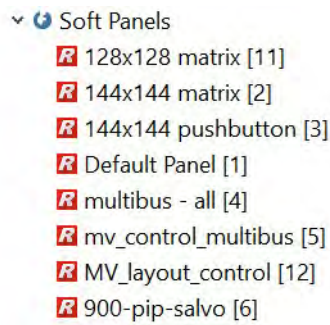 Soft Panels
R 128x128 matrix [11]
R 144x144 matrix [2]
R 144x144 pushbutton [3]
R Default Panel [1]
R multibus - all [4]
R mv_control_multibus [5]
R MV_layout_control [12]
R 900-pip-salvo [6]